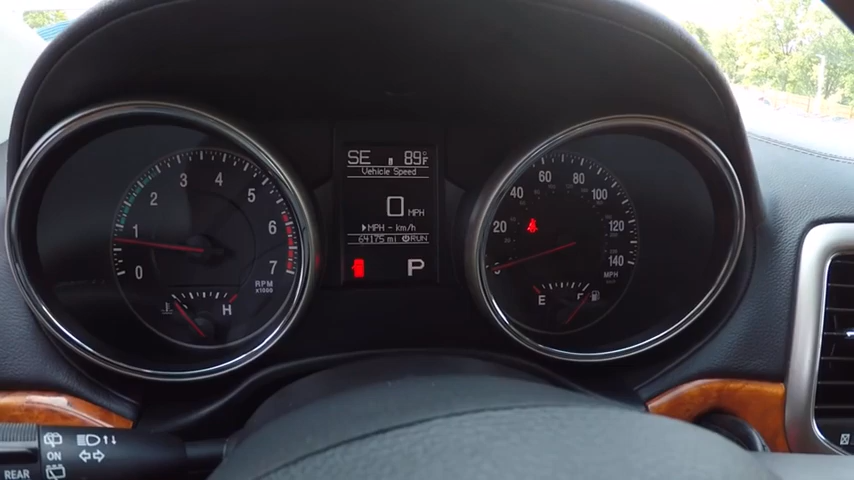 SE 89°F
Vehicle Speed
0 MPH
MPH - km/h
64175 mi RUN
P
0 1 2 3 4 5 6 7
RPM
x1000
H
20 40 60 80 100 120 140
MPH
E F
ON
REAR